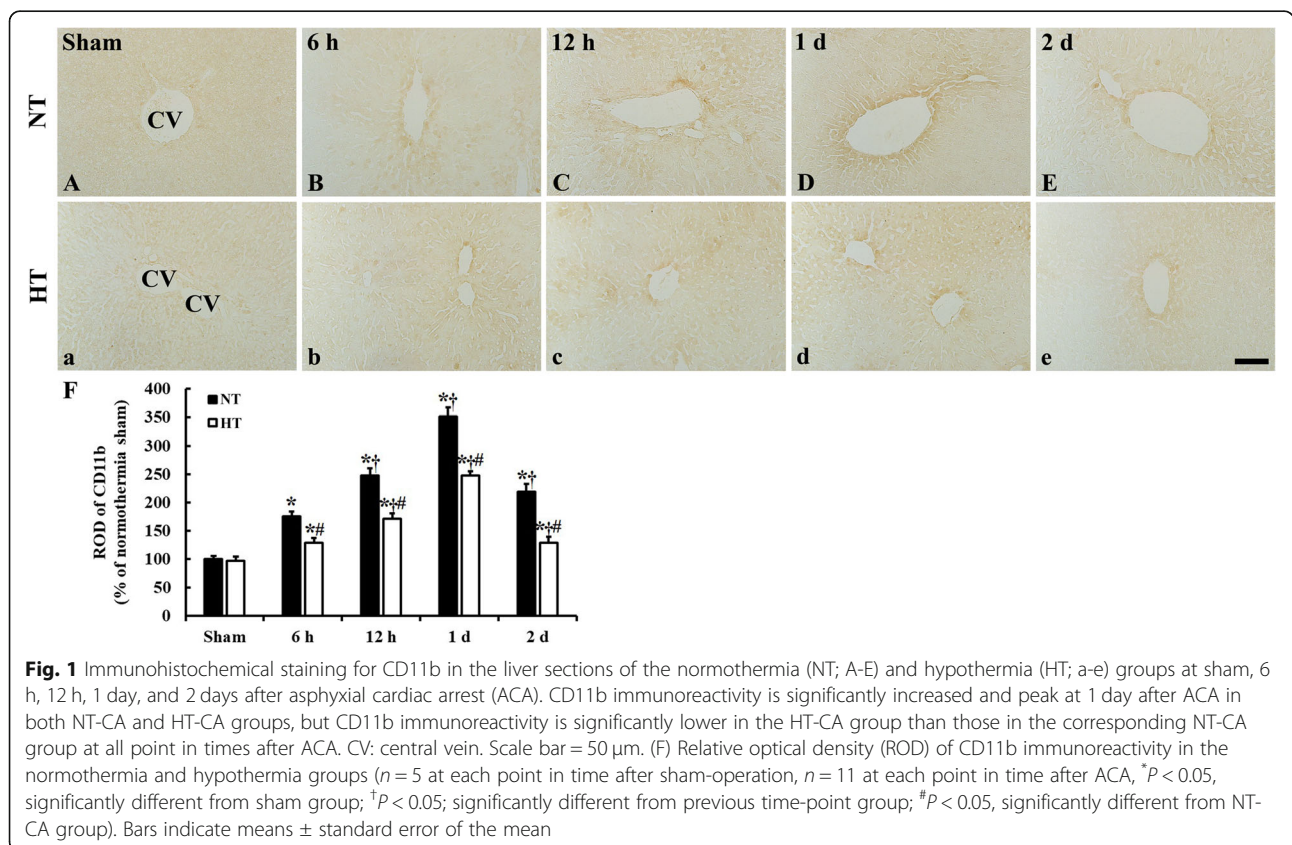 Sham 6 h 12 h 1 d 2 d
NT
CV
A B C D E
HT
CV
CV
a b c d e
F
400
350
300
250
200
150
100
50
0
ROD of CD11b
(% of normothermia sham)
NT
HT
* *# *† *†# *† *†# *† *†#
Sham 6 h 12 h 1 d 2 d
Fig. 1 Immunohistochemical staining for CD11b in the liver sections of the normothermia (NT; A-E) and hypothermia (HT; a-e) groups at sham, 6
h, 12 h, 1 day, and 2 days after asphyxial cardiac arrest (ACA). CD11b immunoreactivity is significantly increased and peak at 1 day after ACA in
both NT-CA and HT-CA groups, but CD11b immunoreactivity is significantly lower in the HT-CA group than those in the corresponding NT-CA
group at all point in times after ACA. CV: central vein. Scale bar = 50 μm. (F) Relative optical density (ROD) of CD11b immunoreactivity in the
normothermia and hypothermia groups (n = 5 at each point in time after sham-operation, n = 11 at each point in time after ACA, *P < 0.05,
significantly different from sham group; †P < 0.05; significantly different from previous time-point group; #P < 0.05, significantly different from NT-
CA group). Bars indicate means ± standard error of the mean